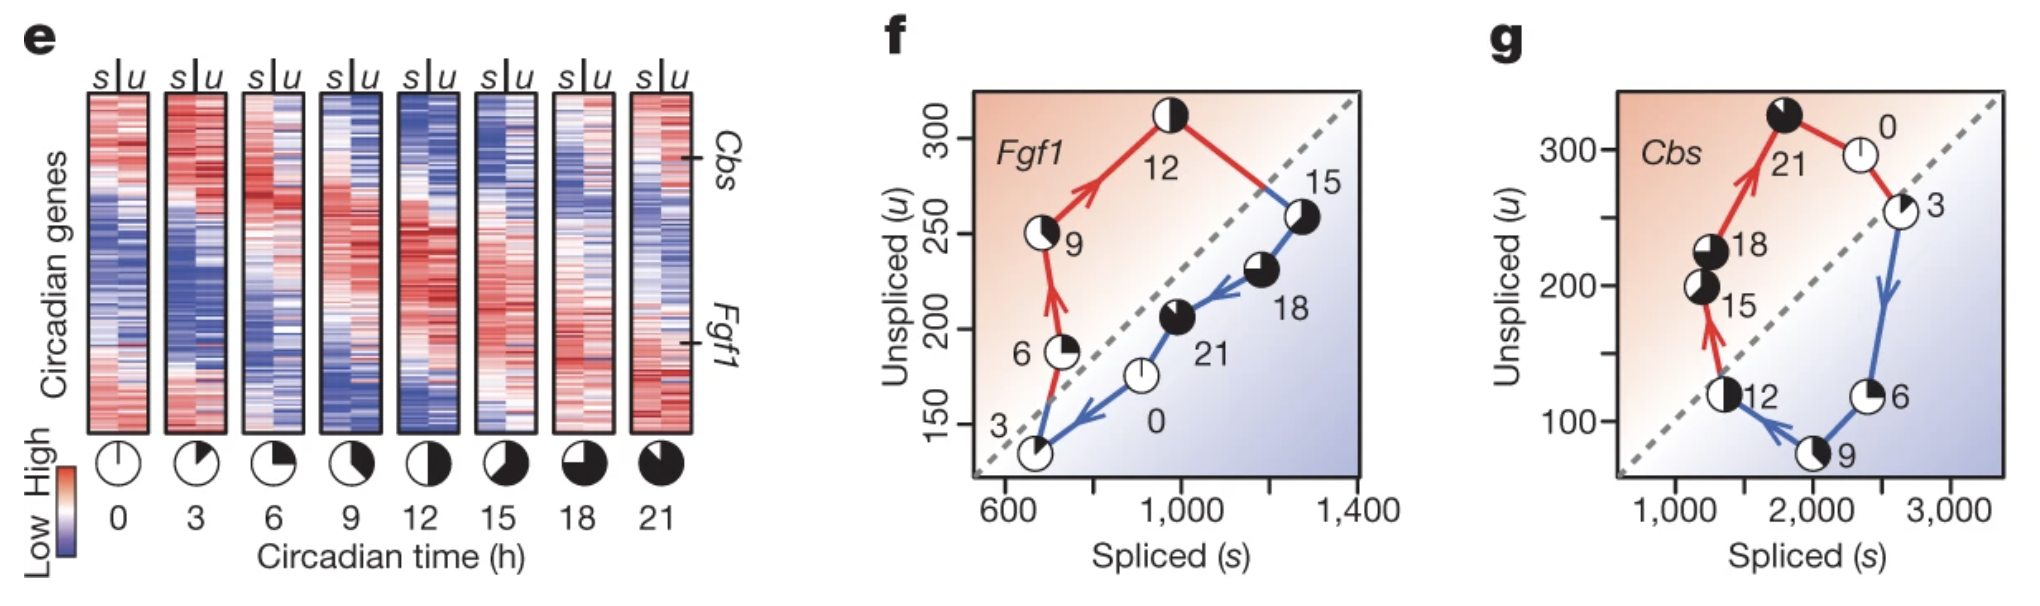 e
s u s u s u s u s u s u s u s u
Circadian genes
Cbs
Fgf1
High
Low
0 3 6 9 12 15 18 21
Circadian time (h)
f
Fgf1
Unspliced (u)
300
250
200
150
12
15
9
18
6
21
3
0
600 1,000 1,400
Spliced (s)
g
Cbs
Unspliced (u)
300
200
100
0
21
3
18
15
12
6
9
1,000 2,000 3,000
Spliced (s)